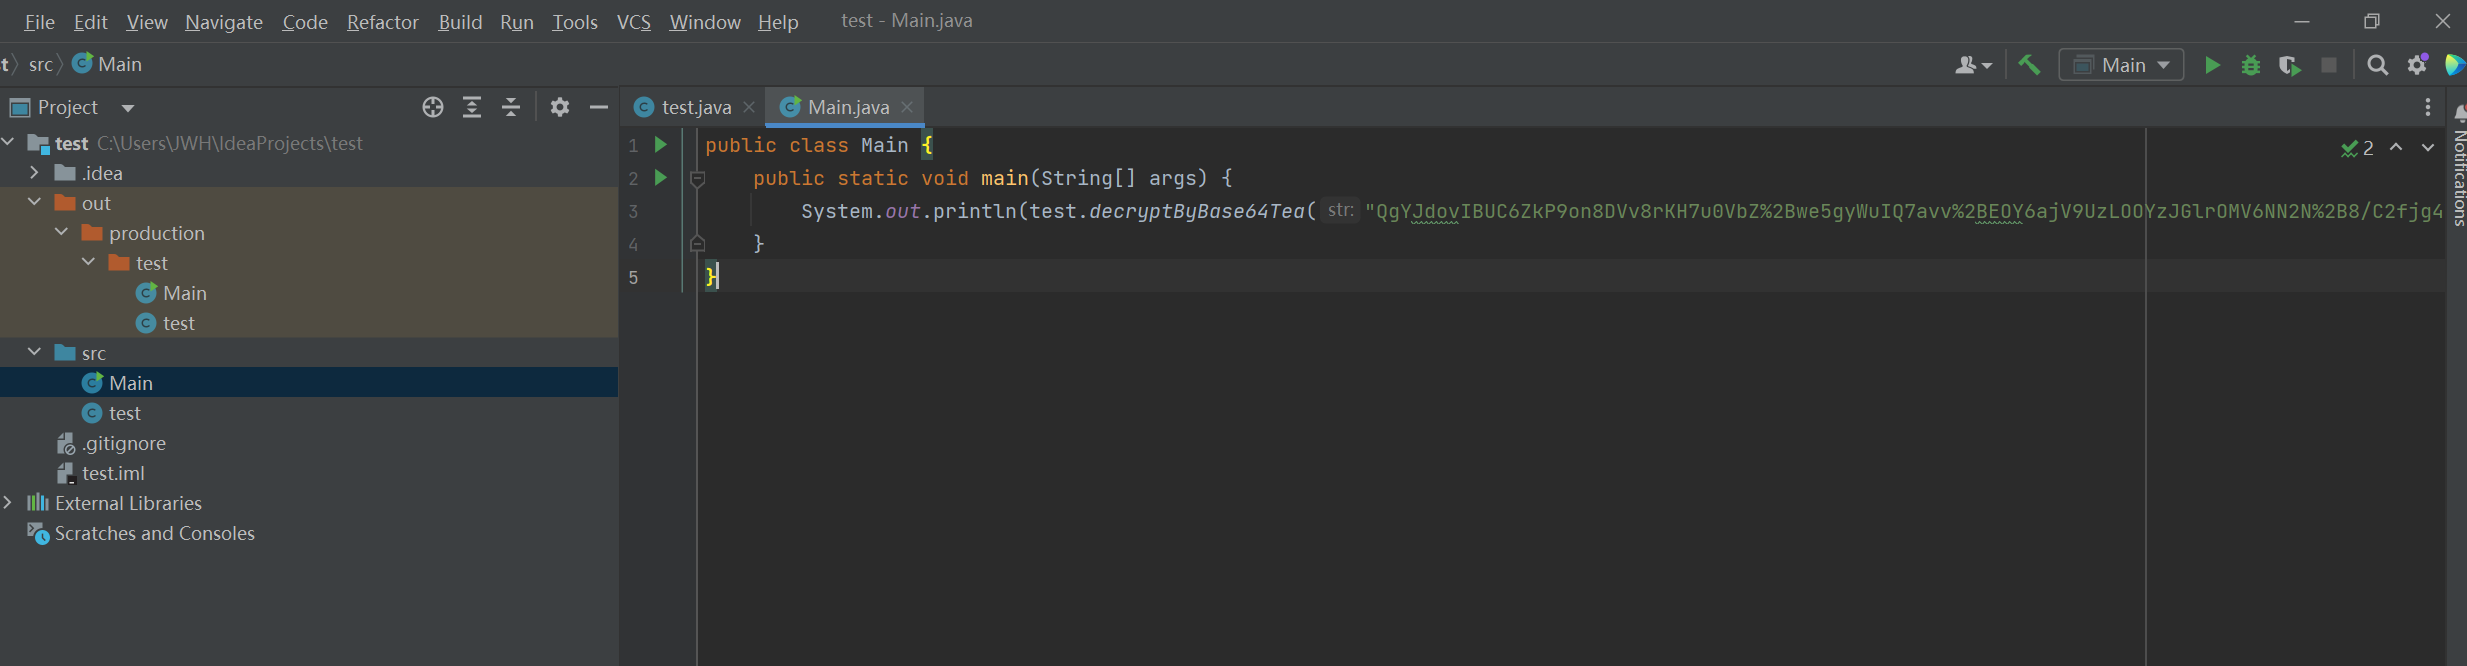 File Edit View Navigate Code Refactor Build Run Tools VCS Window Help test - Main.java
t src Main
Main
Project
test C:\Users\JWH\IdeaProjects\test
.idea
out
production
test
Main
test
src
Main
test
.gitignore
test.iml
External Libraries
Scratches and Consoles
test.java Main.java
1 public class Main {
2 public static void main(String[] args) {
3 System.out.println(test.decryptByBase64Tea( str: "QgYJdovIBUC6ZkP9on8DVv8rKH7u0VbZ%2Bwe5gyWuIQ7avv%2BEOY6ajV9UzLOOYzJGlrOMV6NN2N%2B8/C2fjg4
4 }
5 }
2
Notifications